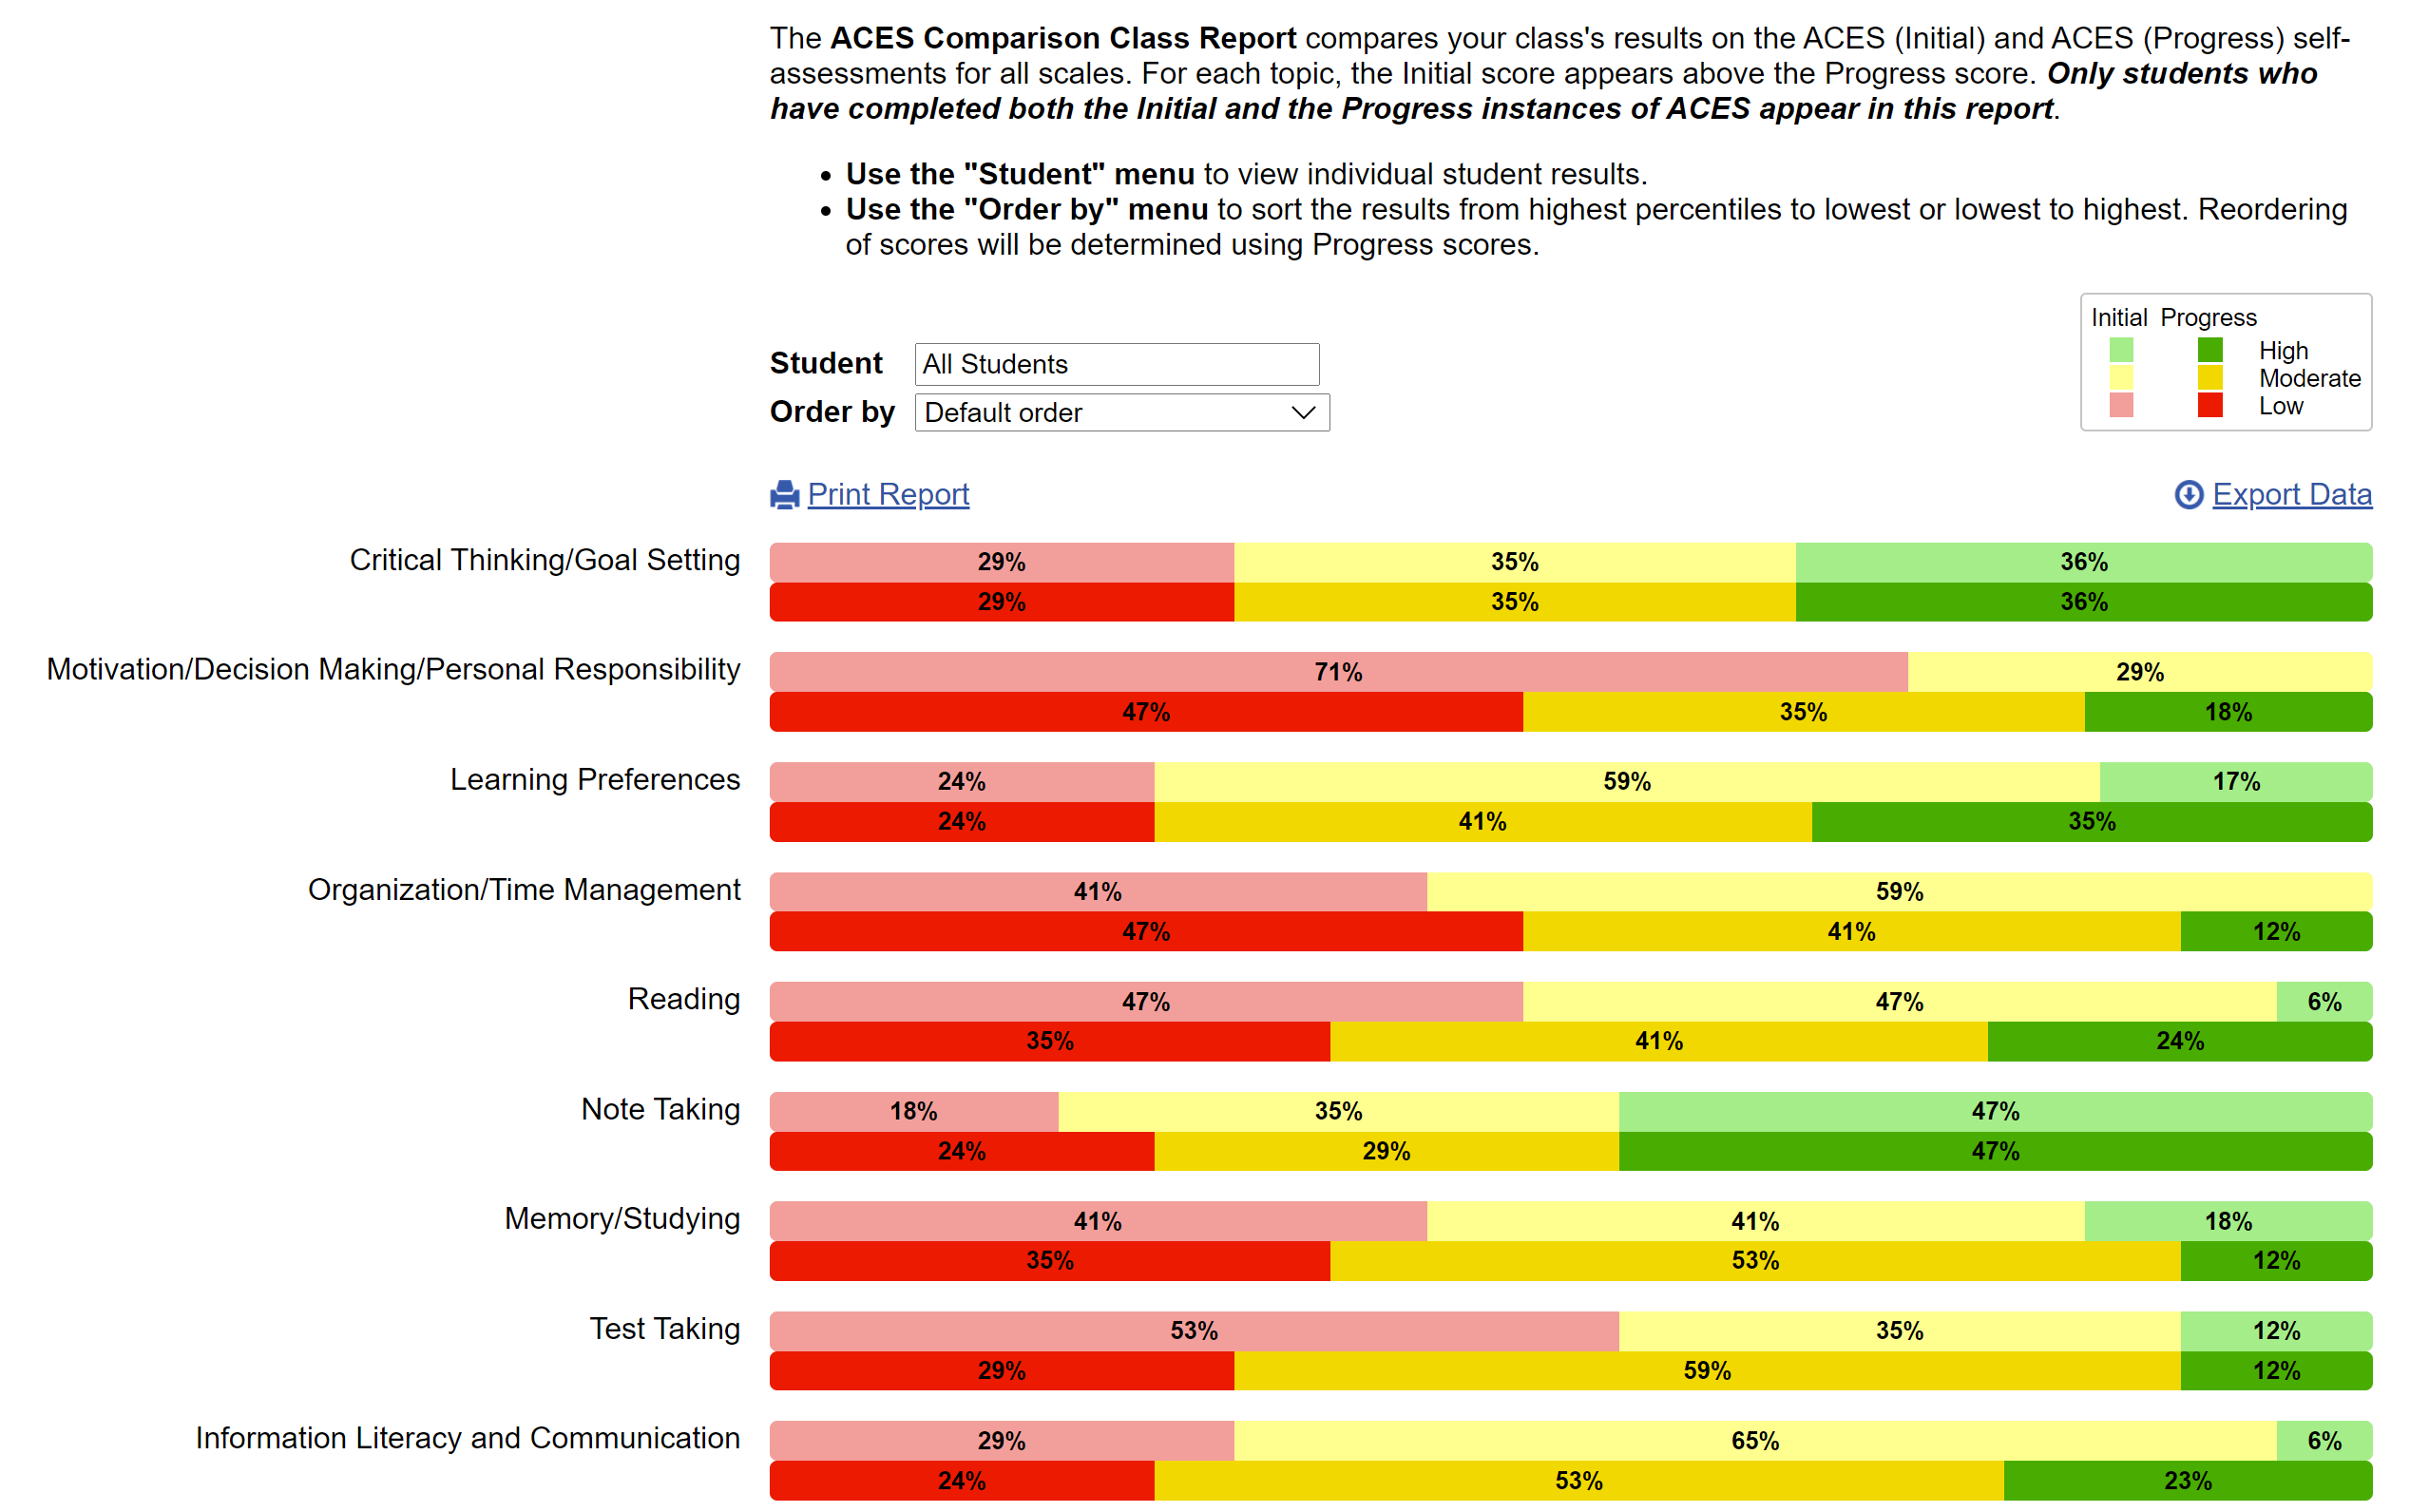 The ACES Comparison Class Report compares your class's results on the ACES (Initial) and ACES (Progress) self-
assessments for all scales. For each topic, the Initial score appears above the Progress score. Only students who
have completed both the Initial and the Progress instances of ACES appear in this report.
• Use the "Student" menu to view individual student results.
• Use the "Order by" menu to sort the results from highest percentiles to lowest or lowest to highest. Reordering
of scores will be determined using Progress scores.
Initial Progress
High
Moderate
Low
Student All Students
Order by Default order
Print Report Export Data
Critical Thinking/Goal Setting 29% 35% 36%
29% 35% 36%
Motivation/Decision Making/Personal Responsibility 71% 29%
47% 35% 18%
Learning Preferences 24% 59% 17%
24% 41% 35%
Organization/Time Management 41% 59%
47% 41% 12%
Reading 47% 47% 6%
35% 41% 24%
Note Taking 18% 35% 47%
24% 29% 47%
Memory/Studying 41% 41% 18%
35% 53% 12%
Test Taking 53% 35% 12%
29% 59% 12%
Information Literacy and Communication 29% 65% 6%
24% 53% 23%